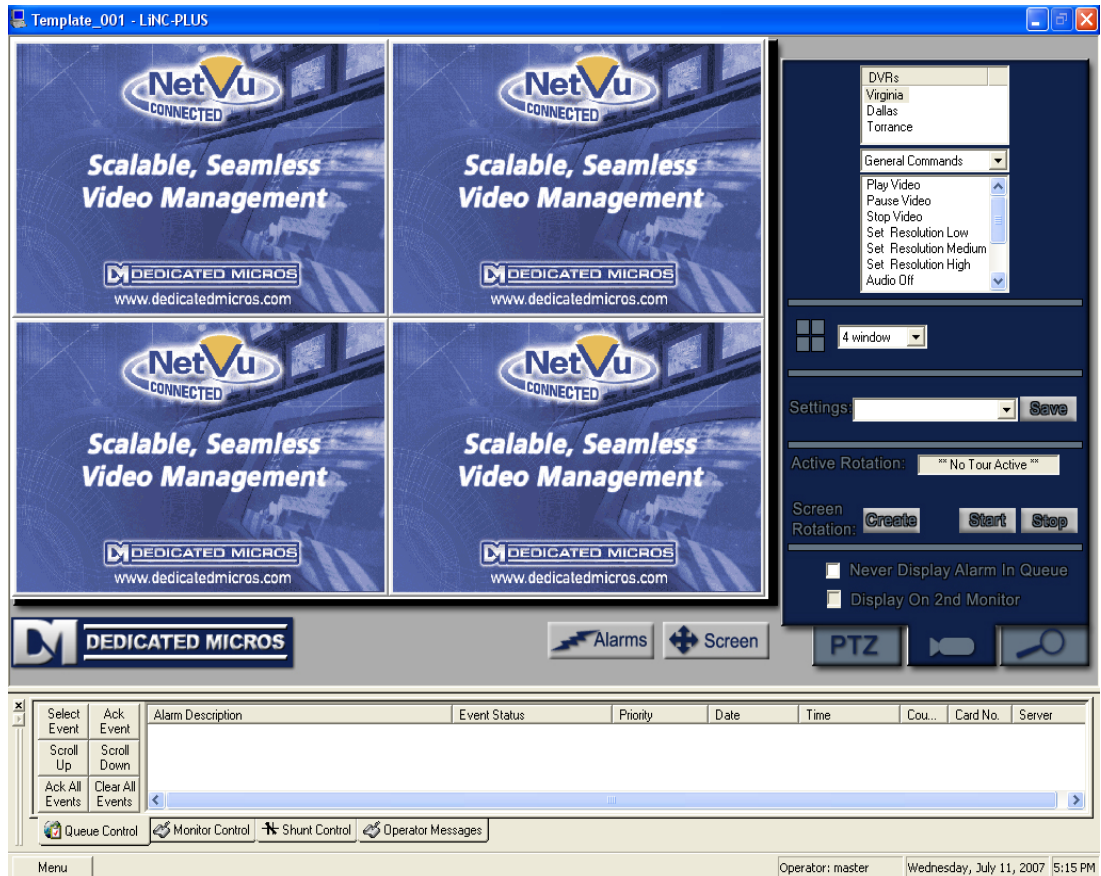 Template_001 - LiNC-PLUS
NetVu
CONNECTED
Scalable, Seamless
Video Management
DEDICATED MICROS
www.dedicatedmicros.com
NetVu
CONNECTED
Scalable, Seamless
Video Management
DEDICATED MICROS
www.dedicatedmicros.com
NetVu
CONNECTED
Scalable, Seamless
Video Management
DEDICATED MICROS
www.dedicatedmicros.com
NetVu
CONNECTED
Scalable, Seamless
Video Management
DEDICATED MICROS
www.dedicatedmicros.com
DVRs
Virginia
Dallas
Torrance
General Commands
Play Video
Pause Video
Stop Video
Set Resolution Low
Set Resolution Medium
Set Resolution High
Audio Off
4 window
Settings: Save
Active Rotation: ** No Tour Active **
Screen
Rotation: Create Start Stop
Never Display Alarm In Queue
Display On 2nd Monitor
DM DEDICATED MICROS
Alarms Screen
PTZ
Select Event
Ack Event
Scroll Up
Scroll Down
Ack All Events
Clear All Events
Alarm Description Event Status Priority Date Time Cou... Card No. Server
Queue Control Monitor Control Shunt Control Operator Messages
Menu Operator: master Wednesday, July 11, 2007 5:15 PM